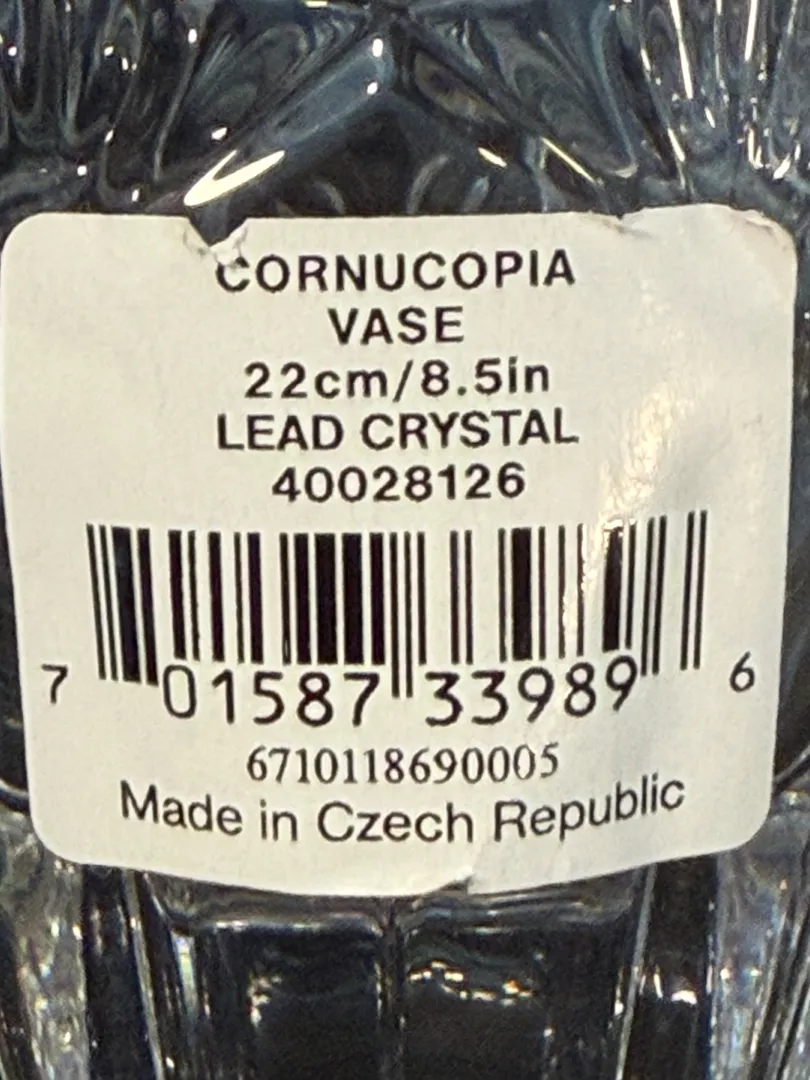 CORNUCOPIA
VASE
22cm/8.5in
LEAD CRYSTAL
40028126
7 01587 33989 6
6710118690005
Made in Czech Republic